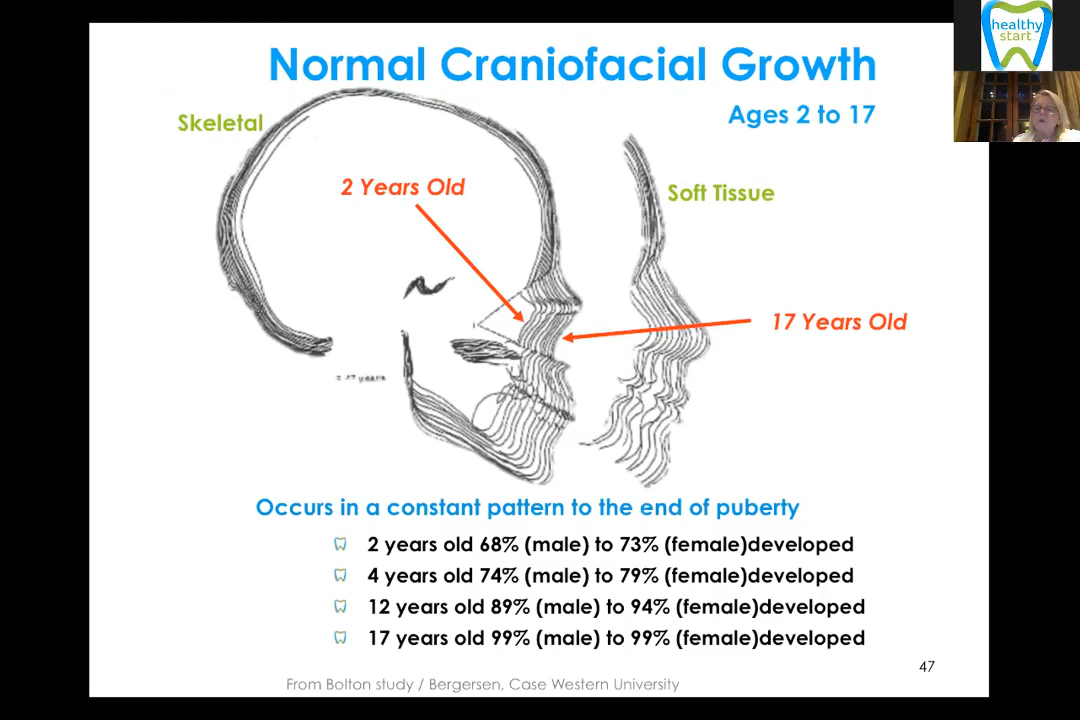 healthy
start
Normal Craniofacial Growth
Ages 2 to 17
Skeletal
2 Years Old
Soft Tissue
17 Years Old
years
Occurs in a constant pattern to the end of puberty
2 years old 68% (male) to 73% (female)developed
4 years old 74% (male) to 79% (female)developed
12 years old 89% (male) to 94% (female)developed
17 years old 99% (male) to 99% (female)developed
47
From Bolton study / Bergersen, Case Western University